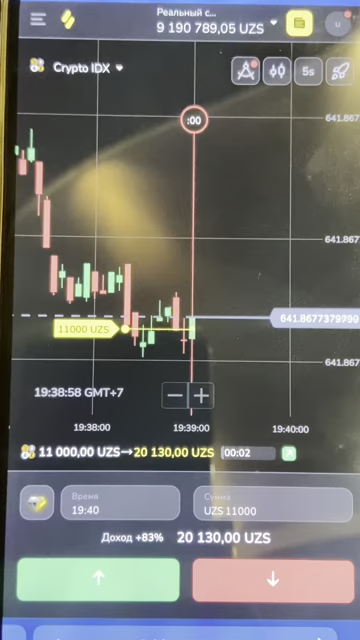 Реальный с...
9 190 789,05 UZS
Crypto IDX
5s
:00
641.867
641.867
11000 UZS
641.8677379799
641.867
19:38:58 GMT+7
19:38:00
19:39:00
19:40:00
11 000,00 UZS→20 130,00 UZS (00:02)
Время
19:40
Сумма
UZS 11000
Доход +83% 20 130,00 UZS